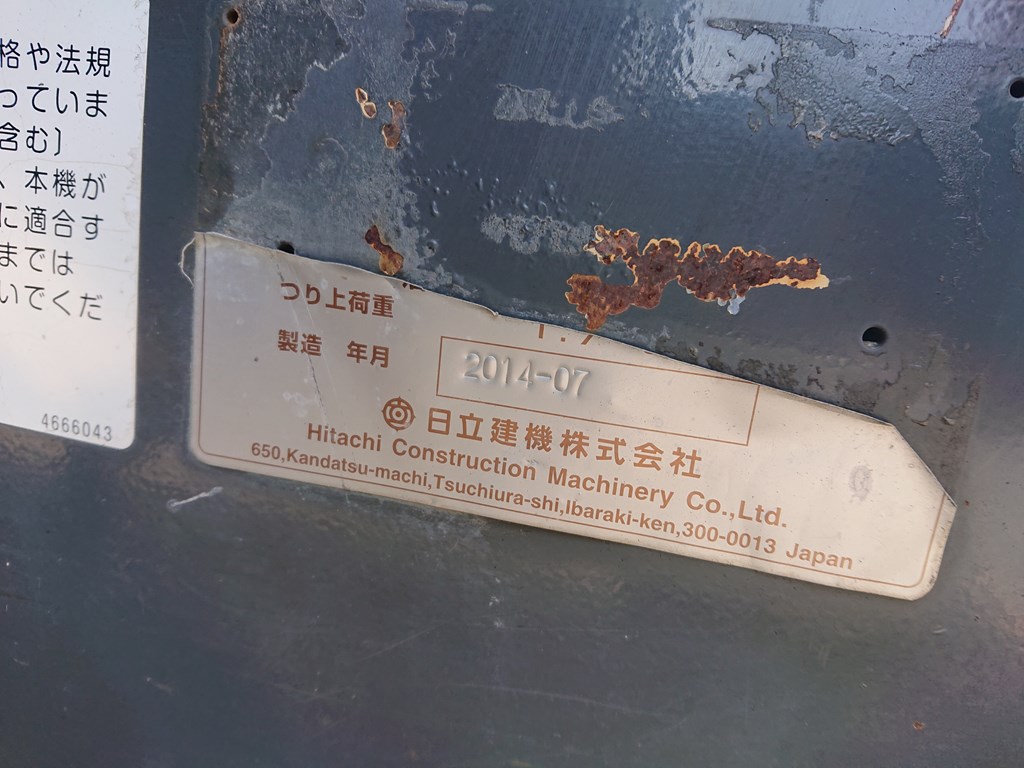 格や法規
っていま
含む)
、本機が
に適合す
までは
いでくだ
4666043
つり上荷重
製造 年月 2014-07
日立建機株式会社
Hitachi Construction Machinery Co.,Ltd.
650,Kandatsu-machi,Tsuchiura-shi,Ibaraki-ken,300-0013 Japan